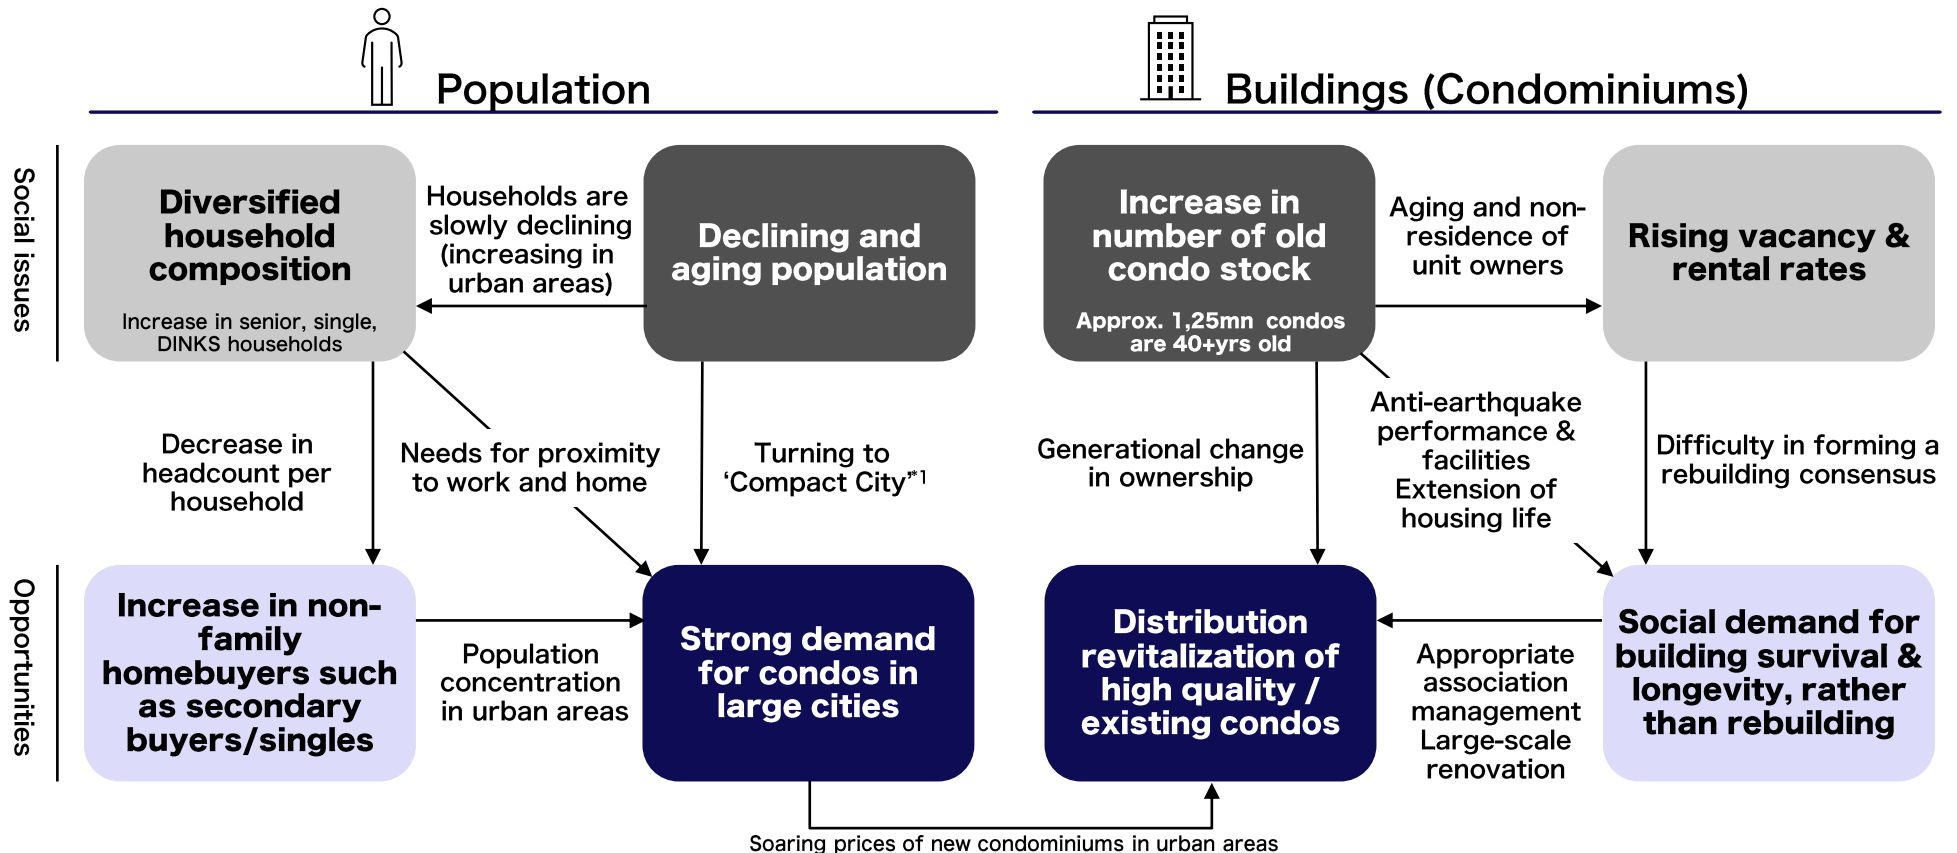 Population
Buildings (Condominiums)
Social issues
Diversified
household
composition
Increase in senior, single,
DINKS households
Households are
slowly declining
(increasing in
urban areas)
Declining and
aging population
Increase in
number of old
condo stock
Approx. 1,25mn condos
are 40+yrs old
Aging and non-
residence of
unit owners
Rising vacancy &
rental rates
Decrease in
headcount per
household
Needs for proximity
to work and home
Turning to
‘Compact City’*1
Generational change
in ownership
Anti-earthquake
performance &
facilities
Extension of
housing life
Difficulty in forming a
rebuilding consensus
Opportunities
Increase in non-
family
homebuyers such
as secondary
buyers/singles
Population
concentration
in urban areas
Strong demand
for condos in
large cities
Distribution
revitalization of
high quality /
existing condos
Appropriate
association
management
Large-scale
renovation
Social demand for
building survival &
longevity, rather
than rebuilding
Soaring prices of new condominiums in urban areas